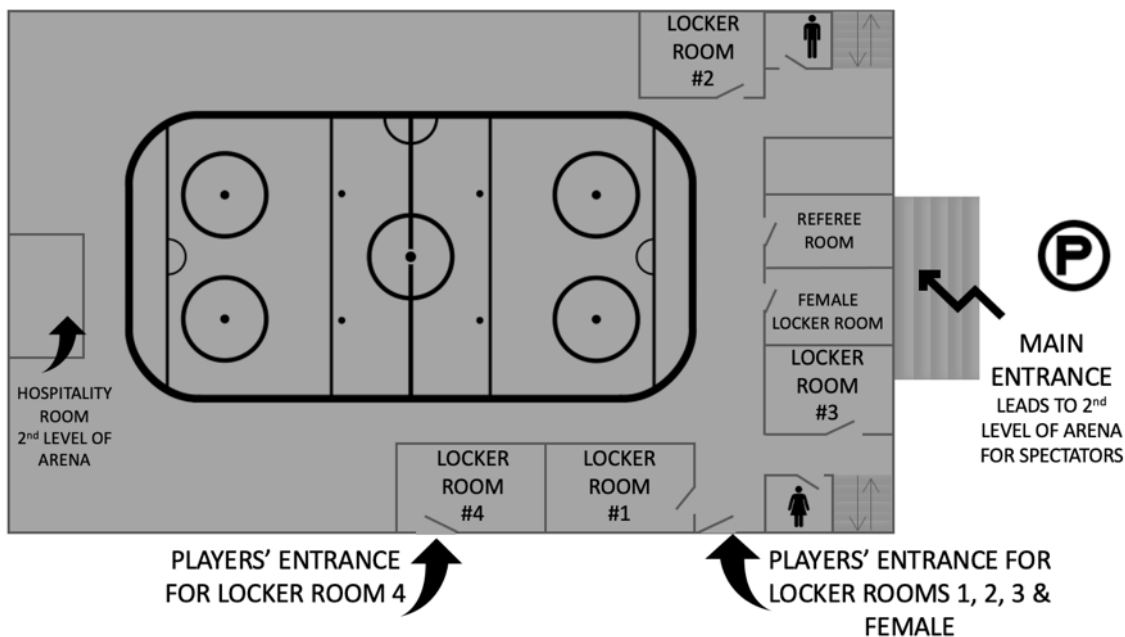 LOCKER
ROOM
#2
REFEREE
ROOM
FEMALE
LOCKER ROOM
LOCKER
ROOM
#3
P
MAIN
ENTRANCE
LEADS TO 2nd
LEVEL OF ARENA
FOR SPECTATORS
HOSPITALITY
ROOM
2nd LEVEL OF
ARENA
LOCKER
ROOM
#4
LOCKER
ROOM
#1
PLAYERS’ ENTRANCE
FOR LOCKER ROOM 4
PLAYERS’ ENTRANCE FOR
LOCKER ROOMS 1, 2, 3 &
FEMALE